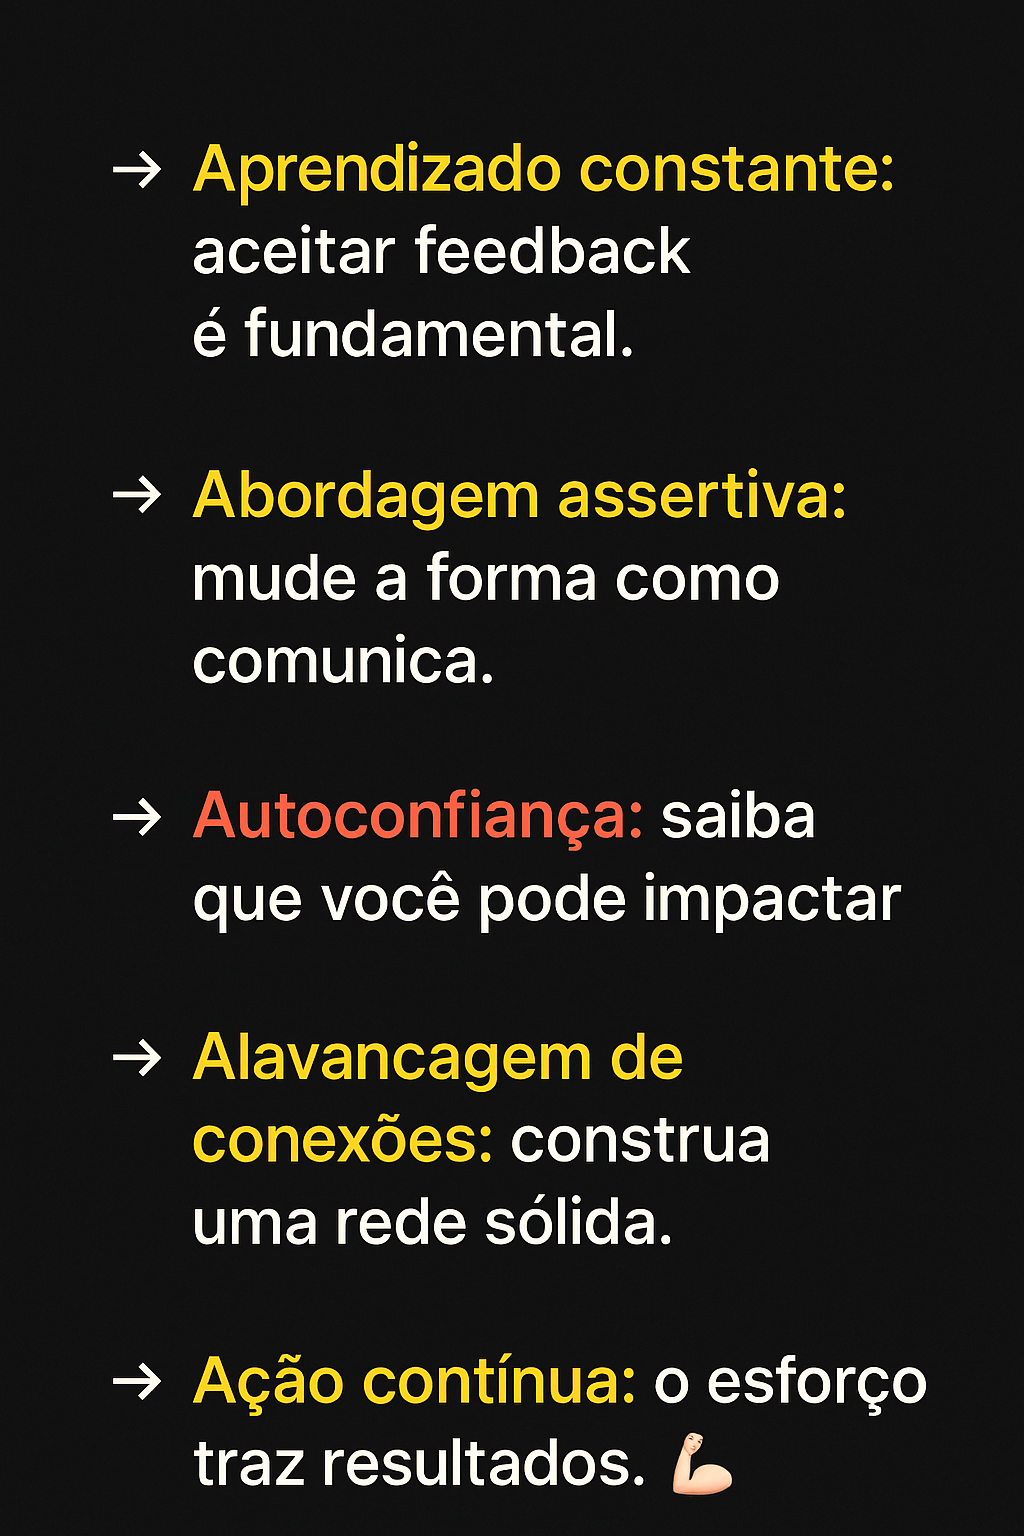 → Aprendizado constante:
aceitar feedback
é fundamental.
→ Abordagem assertiva:
mude a forma como
comunica.
→ Autoconfiança: saiba
que você pode impactar
→ Alavancagem de
conexões: construa
uma rede sólida.
→ Ação contínua: o esforço
traz resultados. 💪🏻